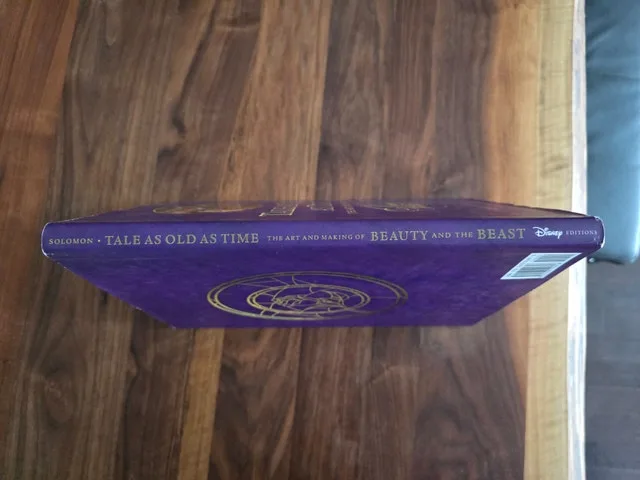 SOLOMON • TALE AS OLD AS TIME THE ART AND MAKING OF BEAUTY AND THE BEAST Disney EDITIONS